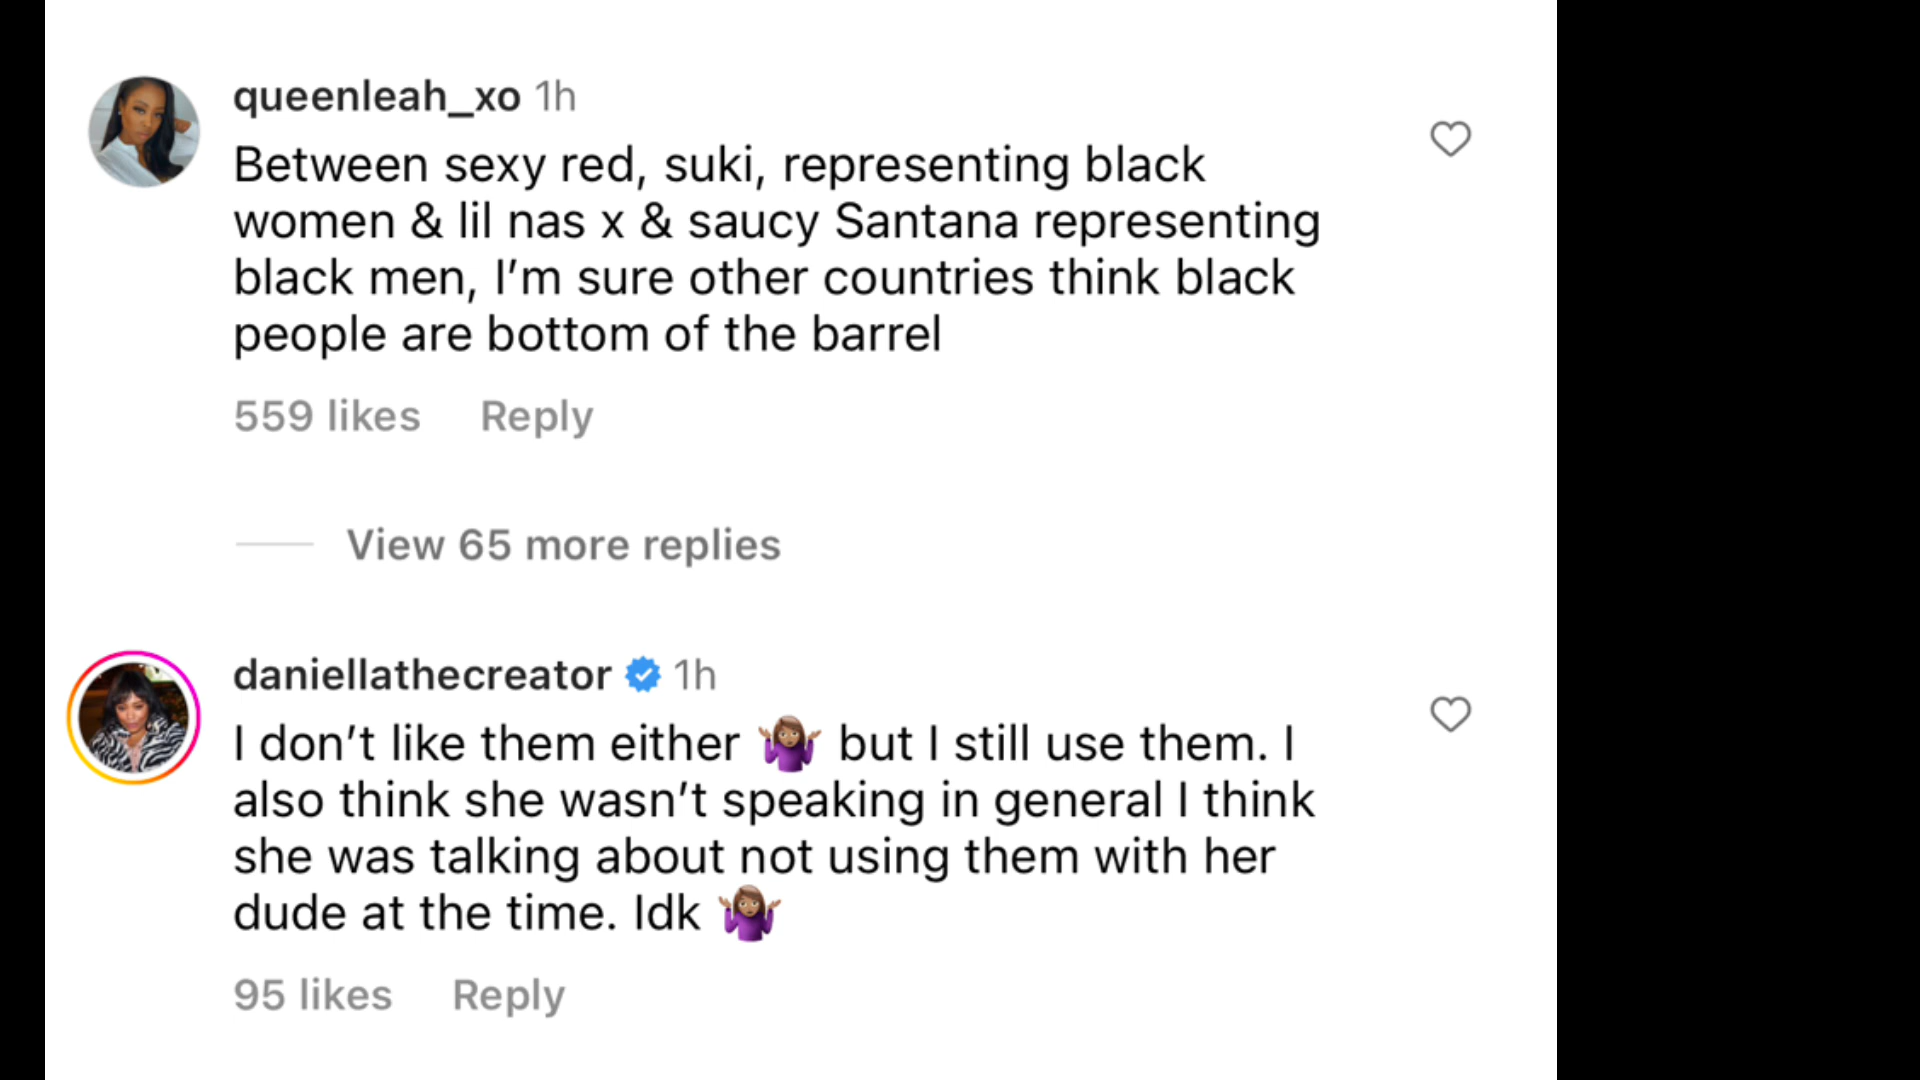 queenleah_xo 1h
Between sexy red, suki, representing black
women & lil nas x & saucy Santana representing
black men, I’m sure other countries think black
people are bottom of the barrel
559 likes Reply
View 65 more replies
daniellathecreator 1h
I don’t like them either 🤷🏽‍♀️ but I still use them. I
also think she wasn’t speaking in general I think
she was talking about not using them with her
dude at the time. Idk 🤷🏽‍♀️
95 likes Reply